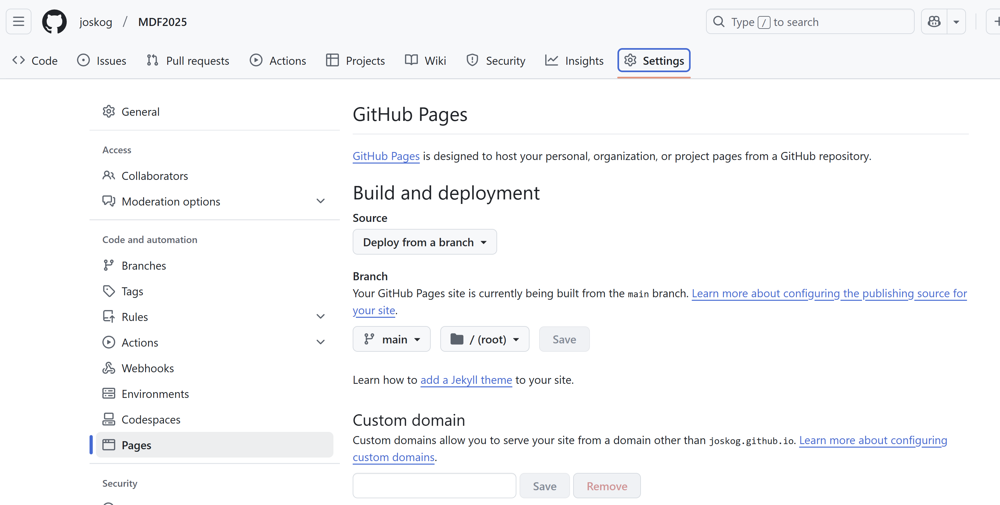 joskog / MDF2025
Type / to search
Code Issues Pull requests Actions Projects Wiki Security Insights Settings
General
Access
Collaborators
Moderation options
Code and automation
Branches
Tags
Rules
Actions
Webhooks
Environments
Codespaces
Pages
Security
GitHub Pages
GitHub Pages is designed to host your personal, organization, or project pages from a GitHub repository.
Build and deployment
Source
Deploy from a branch
Branch
Your GitHub Pages site is currently being built from the main branch. Learn more about configuring the publishing source for
your site.
main / (root) Save
Learn how to add a Jekyll theme to your site.
Custom domain
Custom domains allow you to serve your site from a domain other than joskog.github.io. Learn more about configuring
custom domains.
Save Remove